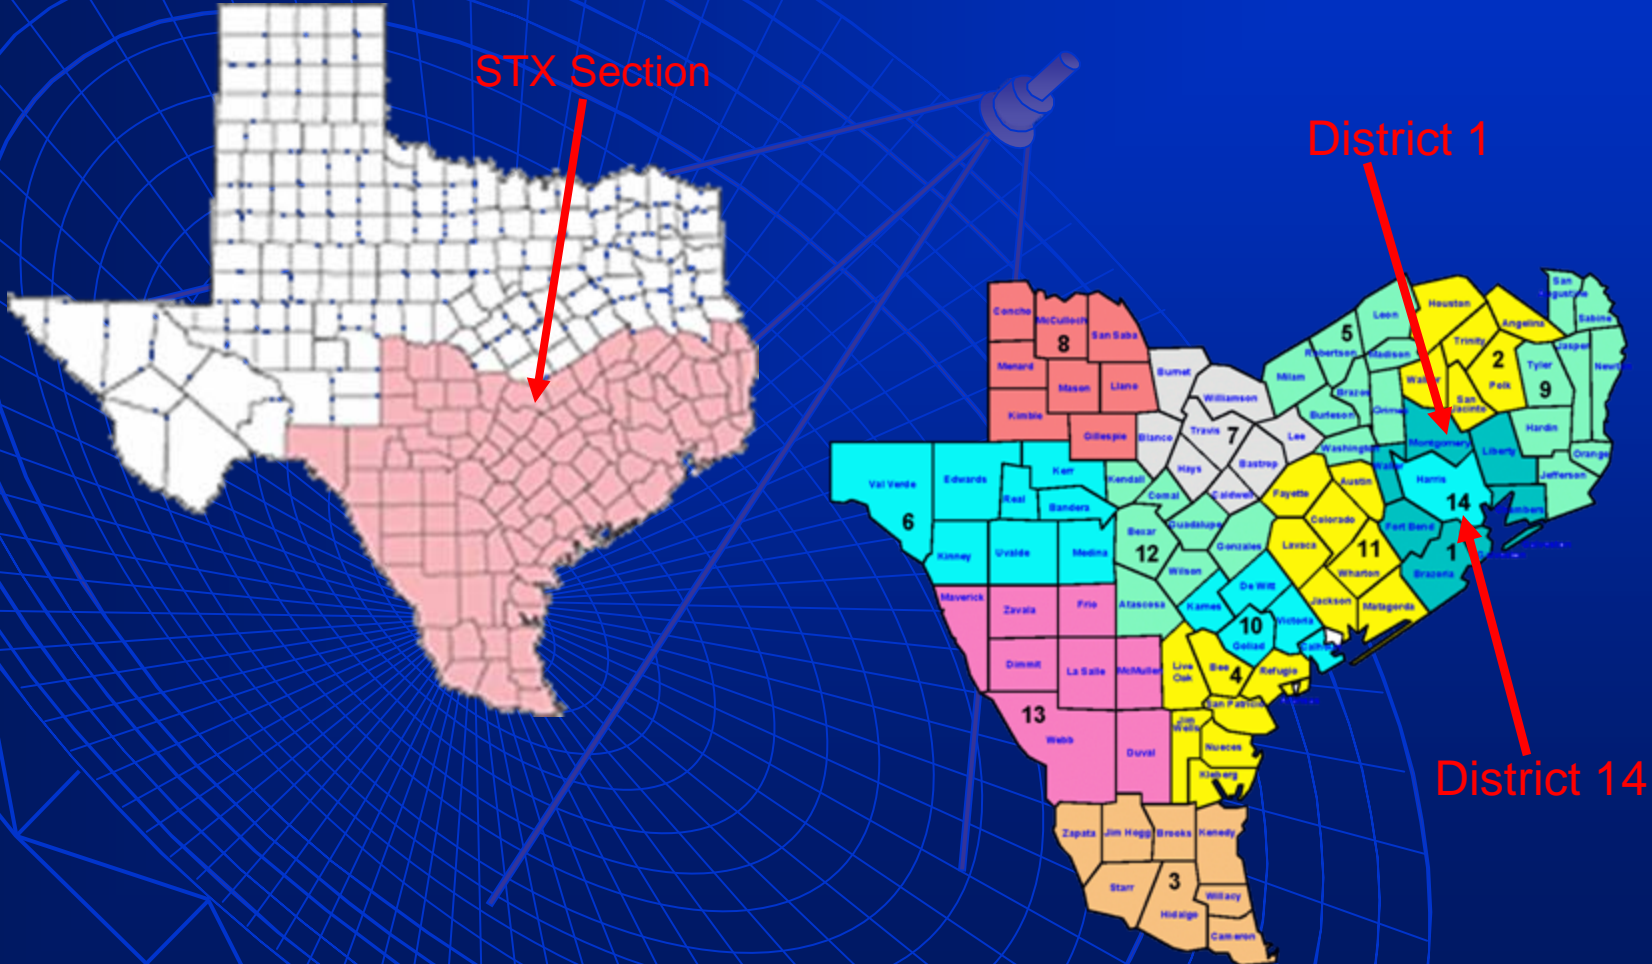 STX Section
District 1
District 14
San
Augustine
Sabine
Houston
Leon
Angelina
Concho
McCulloch
San Saba
5
Trinity
Jasper
8
Robertson
Madison
2
Tyler
Newton
Menard
Burnet
Milam
Walker
Polk
9
Mason
Llano
Brazos
San
Jacinto
Williamson
Grimes
Kimble
Burleson
Gillespie
Blanco
Travis
7
Lee
Montgomery
Hardin
Washington
Liberty
Orange
Kerr
Hays
Bastrop
Waller
Val Verde
Edwards
Kendall
Harris
Jefferson
Real
Bandera
Comal
Caldwell
Fayette
Austin
14
Chambers
6
Guadalupe
Colorado
Fort Bend
Bexar
12
Gonzales
Lavaca
11
1
Kinney
Uvalde
Medina
Wilson
Wharton
Brazoria
De Witt
Maverick
Zavala
Frio
Atascosa
Karnes
Jackson
Matagorda
10
Victoria
Goliad
Calhoun
Dimmit
La Salle
McMullen
Live
Oak
Bee
4
Refugio
San Patricio
13
Webb
Duval
Jim
Wells
Nueces
Kleberg
Zapata
Jim Hogg
Brooks
Kenedy
Starr
3
Willacy
Hidalgo
Cameron